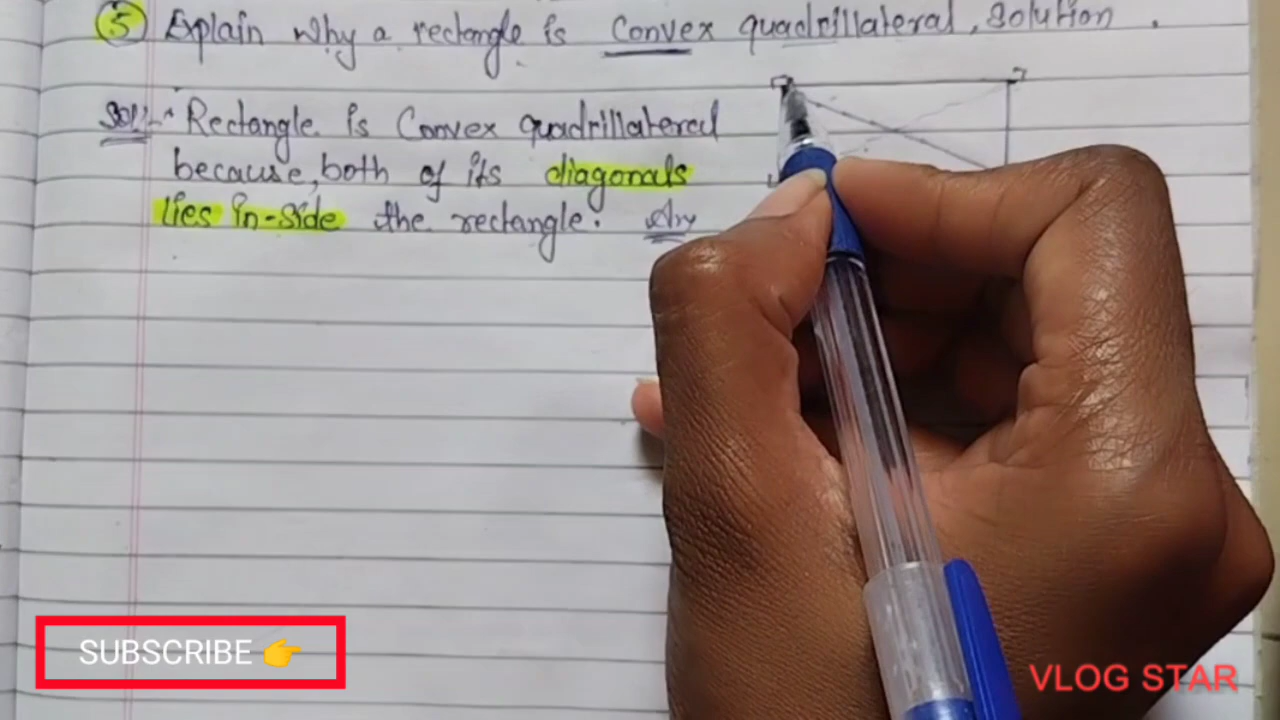 5 Explain Why a rectangle is Convex quadrillateral, Solution.
Soln:- Rectangle is Convex quadrillateral
because, both of its diagonals
lies in-side the rectangle. Ans
SUBSCRIBE 👉
VLOG STAR